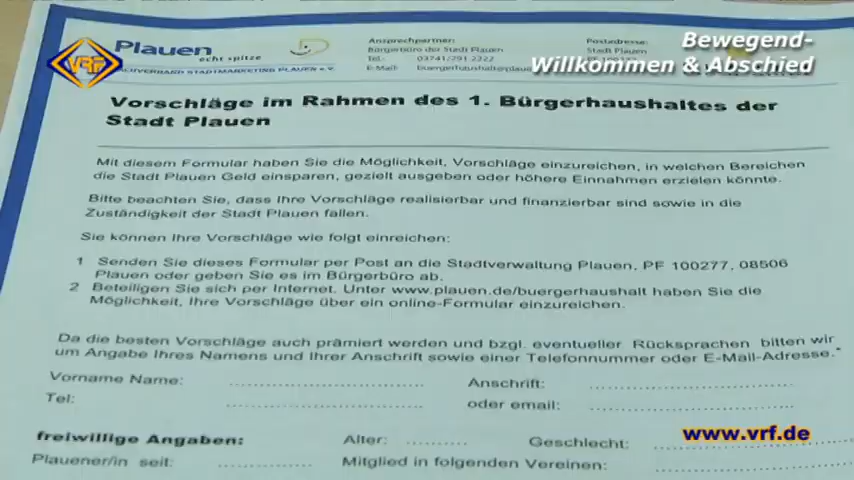 VRF
Plauen
echt spitze
DACHVERBAND STADTMARKETING PLAUEN e.V.
Ansprechpartner:
Bürgerbüro der Stadt Plauen
Tel.: 03741/291 2222
E-Mail: buergerhaushalt@plauen
Postadresse:
Stadt Plauen
Bewegend-
Willkommen & Abschied
Vorschläge im Rahmen des 1. Bürgerhaushaltes der
Stadt Plauen
Mit diesem Formular haben Sie die Möglichkeit, Vorschläge einzureichen, in welchen Bereichen
die Stadt Plauen Geld einsparen, gezielt ausgeben oder höhere Einnahmen erzielen könnte.
Bitte beachten Sie, dass Ihre Vorschläge realisierbar und finanzierbar sind sowie in die
Zuständigkeit der Stadt Plauen fallen.
Sie können Ihre Vorschläge wie folgt einreichen:
1 Senden Sie dieses Formular per Post an die Stadtverwaltung Plauen, PF 100277, 08506
Plauen oder geben Sie es im Bürgerbüro ab.
2 Beteiligen Sie sich per Internet. Unter www.plauen.de/buergerhaushalt haben Sie die
Möglichkeit, Ihre Vorschläge über ein online-Formular einzureichen.
Da die besten Vorschläge auch prämiert werden und bzgl. eventueller Rücksprachen bitten wir
um Angabe Ihres Namens und Ihrer Anschrift sowie einer Telefonnummer oder E-Mail-Adresse.*
Vorname Name: Anschrift:
Tel: oder email:
www.vrf.de
freiwillige Angaben: Alter: Geschlecht:
Plauener/in seit: Mitglied in folgenden Vereinen: